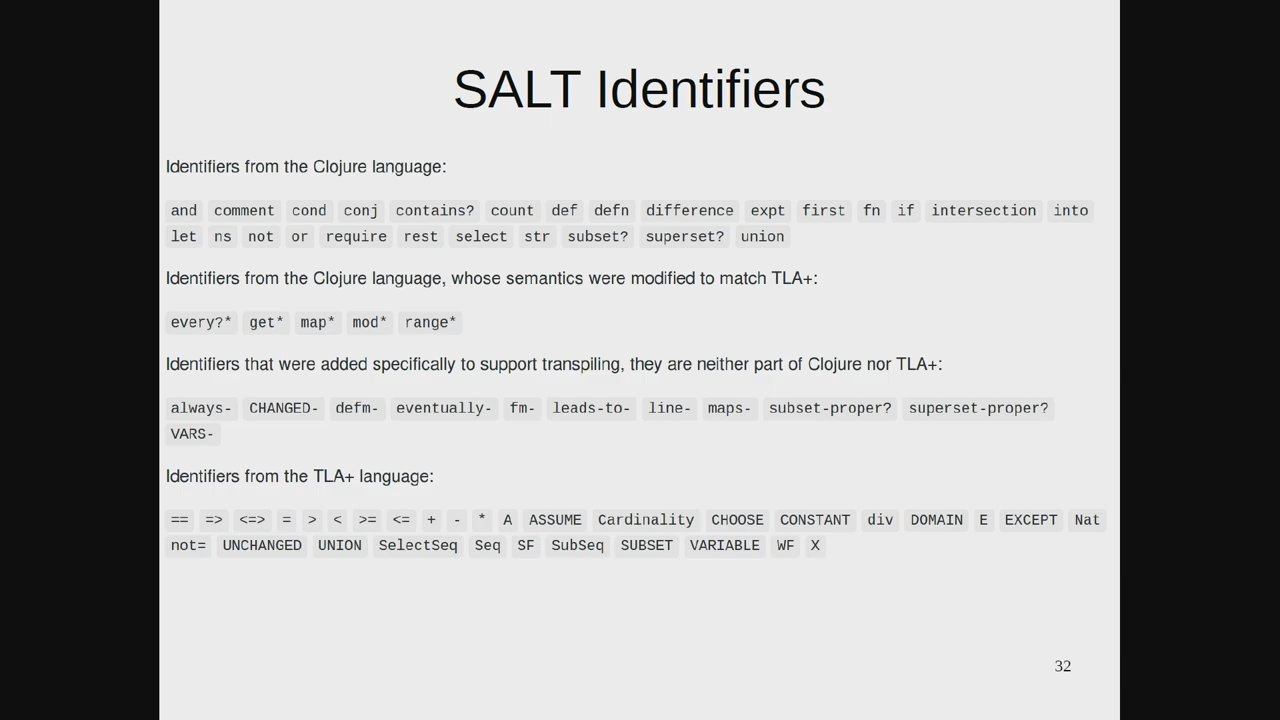 SALT Identifiers
Identifiers from the Clojure language:
and comment cond conj contains? count def defn difference expt first fn if intersection into
let ns not or require rest select str subset? superset? union
Identifiers from the Clojure language, whose semantics were modified to match TLA+:
every?* get* map* mod* range*
Identifiers that were added specifically to support transpiling, they are neither part of Clojure nor TLA+:
always- CHANGED- defm- eventually- fm- leads-to- line- maps- subset-proper? superset-proper?
VARS-
Identifiers from the TLA+ language:
== => <=> = > < >= <= + - * A ASSUME Cardinality CHOOSE CONSTANT div DOMAIN E EXCEPT Nat
not= UNCHANGED UNION SelectSeq Seq SF SubSeq SUBSET VARIABLE WF X
32